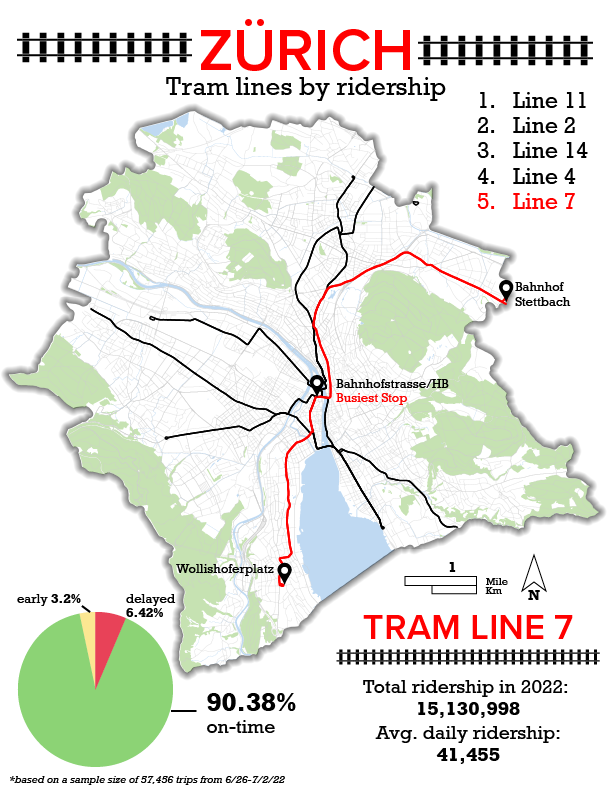 ZÜRICH
Tram lines by ridership
1. Line 11
2. Line 2
3. Line 14
4. Line 4
5. Line 7
Bahnhof
Stettbach
Bahnhofstrasse/HB
Busiest Stop
Wollishoferplatz
1
Mile
Km
N
early 3.2%
delayed
6.42%
90.38%
on-time
TRAM LINE 7
Total ridership in 2022:
15,130,998
Avg. daily ridership:
41,455
*based on a sample size of 57,456 trips from 6/26-7/2/22